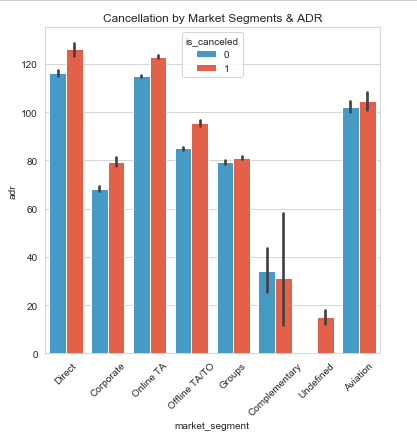 Cancellation by Market Segments & ADR
is_canceled
0
1
adr
120
100
80
60
40
20
0
Direct
Corporate
Online TA
Offline TA/TO
Groups
Complementary
Undefined
Aviation
market_segment